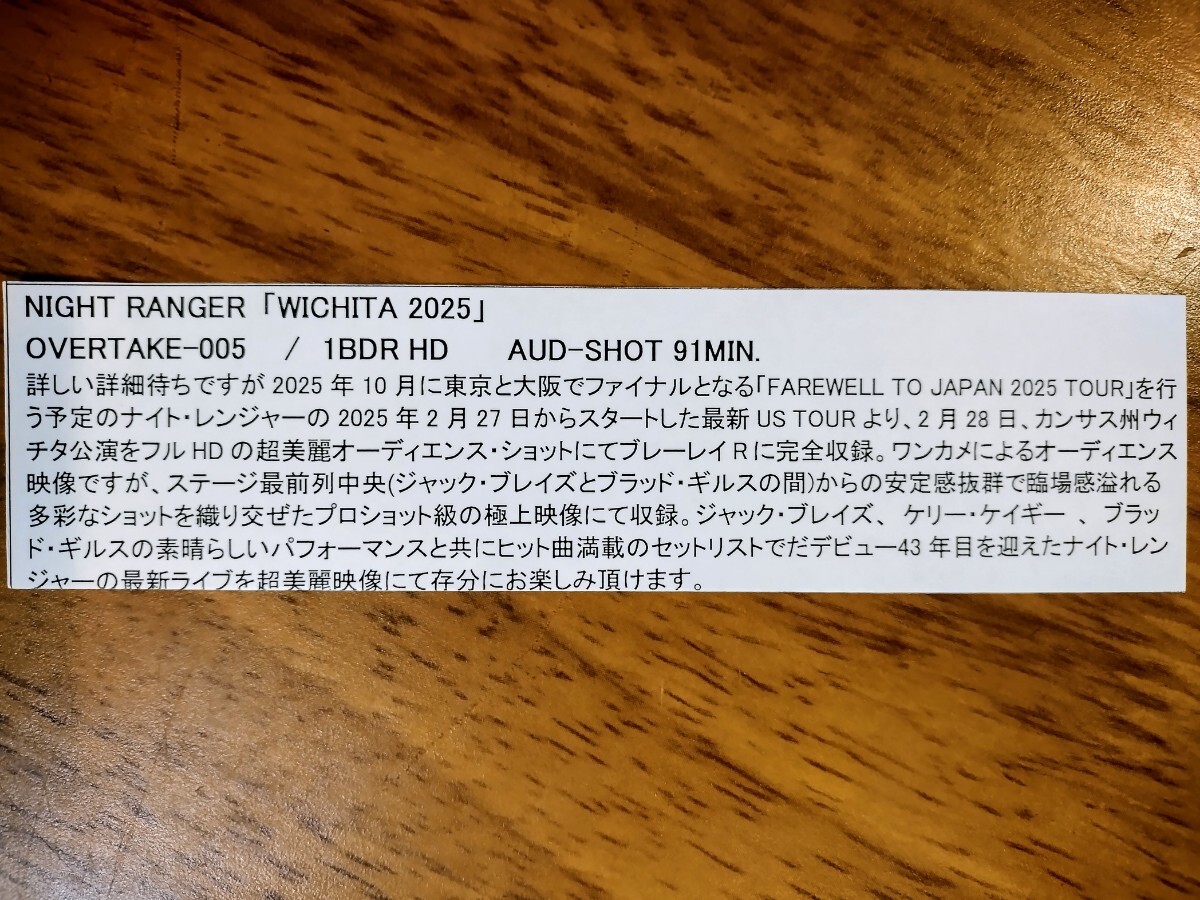 NIGHT RANGER「WICHITA 2025」
OVERTAKE-005 / 1BDR HD AUD-SHOT 91MIN.
詳しい詳細待ちですが 2025 年 10 月に東京と大阪でファイナルとなる「FAREWELL TO JAPAN 2025 TOUR」を行
う予定のナイト・レンジャーの 2025 年 2 月 27 日からスタートした最新 US TOUR より、2 月 28 日、カンサス州ウィ
チタ公演をフル HD の超美麗オーディエンス・ショットにてブレーレイ R に完全収録。ワンカメによるオーディエンス
映像ですが、ステージ最前列中央(ジャック・ブレイズとブラッド・ギルスの間)からの安定感抜群で臨場感溢れる
多彩なショットを織り交ぜたプロショット級の極上映像にて収録。ジャック・ブレイズ、ケリー・ケイギー 、ブラッ
ド・ギルスの素晴らしいパフォーマンスと共にヒット曲満載のセットリストでだデビュー43 年目を迎えたナイト・レン
ジャーの最新ライブを超美麗映像にて存分にお楽しみ頂けます。